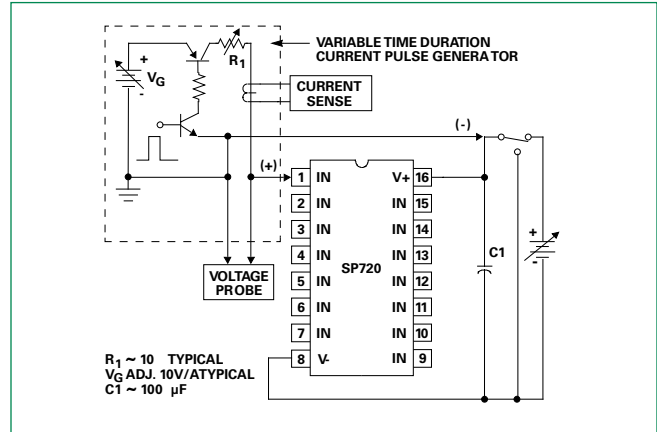 VARIABLE TIME DURATION
CURRENT PULSE GENERATOR
+
VG
-
R1
CURRENT
SENSE
(-)
(+)
1 IN V+ 16
2 IN IN 15
3 IN IN 14
4 IN IN 13
SP720
5 IN IN 12
6 IN IN 11
7 IN IN 10
8 V- IN 9
VOLTAGE
PROBE
C1
+
-
R1 ~ 10 TYPICAL
VG ADJ. 10V/ATYPICAL
C1 ~ 100 µF